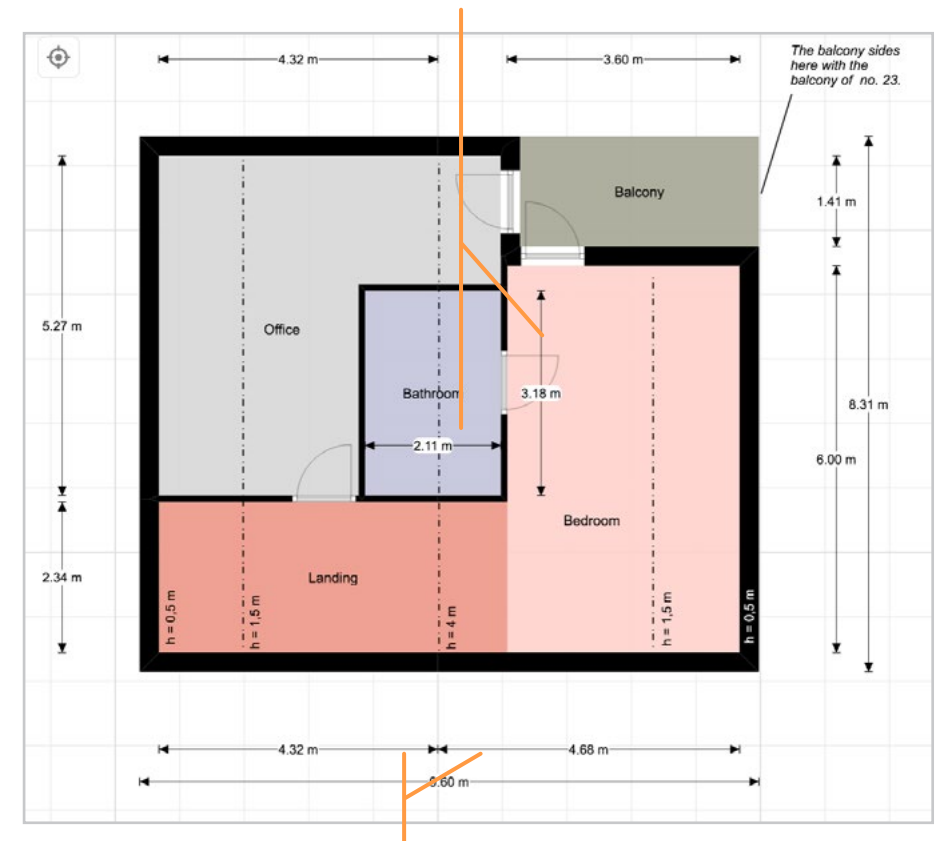 4.32 m
3.60 m
The balcony sides
here with the
balcony of no. 23.
Balcony
1.41 m
5.27 m
Office
Bathroom
3.18 m
8.31 m
2.11 m
6.00 m
Bedroom
2.34 m
Landing
h = 0,5 m
h = 1,5 m
h = 4 m
h = 1,5 m
h = 0,5 m
4.32 m
4.68 m
9.60 m